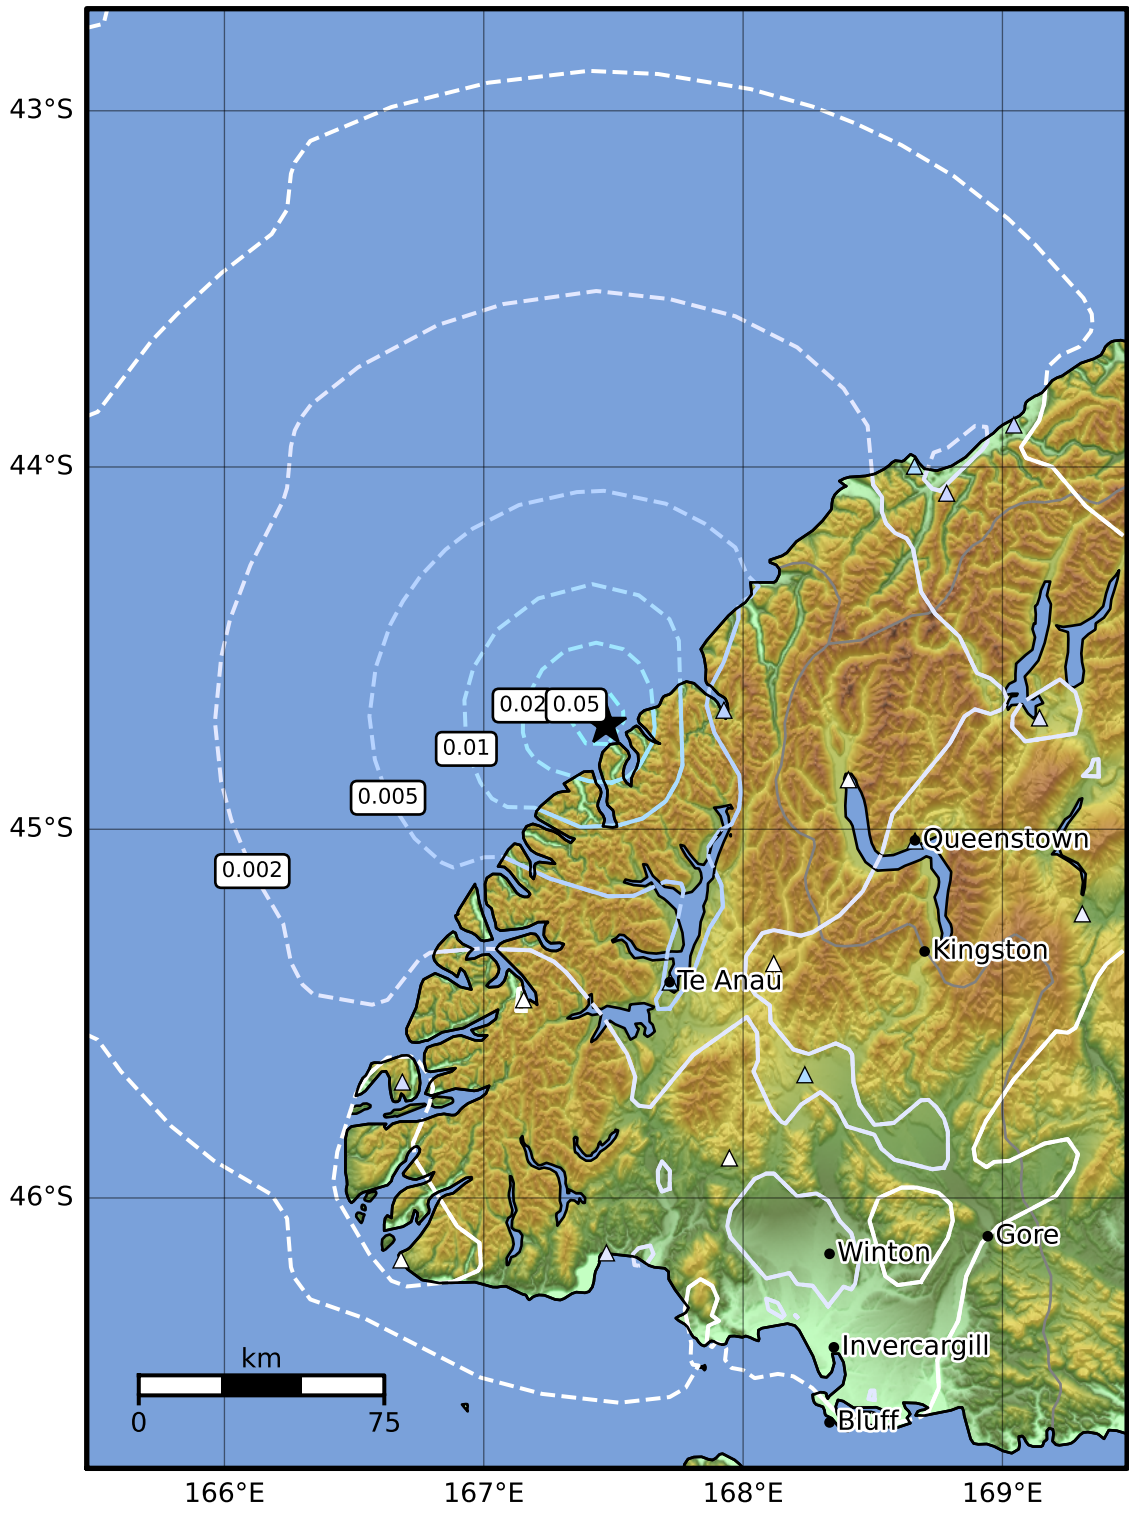 43°S
44°S
0.02
0.05
0.01
0.005
45°S
Queenstown
0.002
Kingston
Te Anau
46°S
Gore
Winton
Invercargill
km
0
75
Bluff
166°E
167°E
168°E
169°E